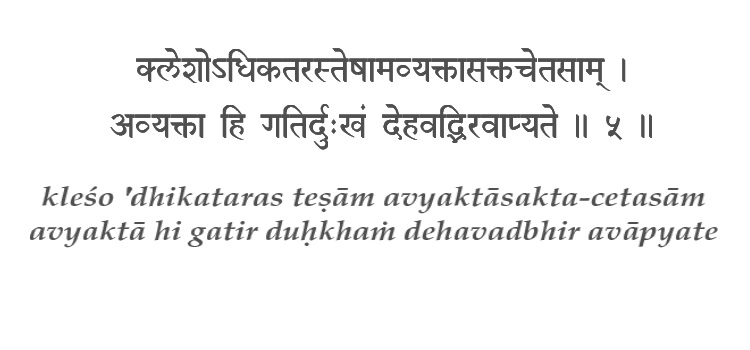 क्लेशोऽधिकतरस्तेषामव्यक्तासक्तचेतसाम् ।
अव्यक्ता हि गतिर्दुःखं देहवद्भिरवाप्यते ॥ ५ ॥
kleśo 'dhikataras teṣām avyaktāsakta-cetasām
avyaktā hi gatir duḥkhaṁ dehavadbhir avāpyate